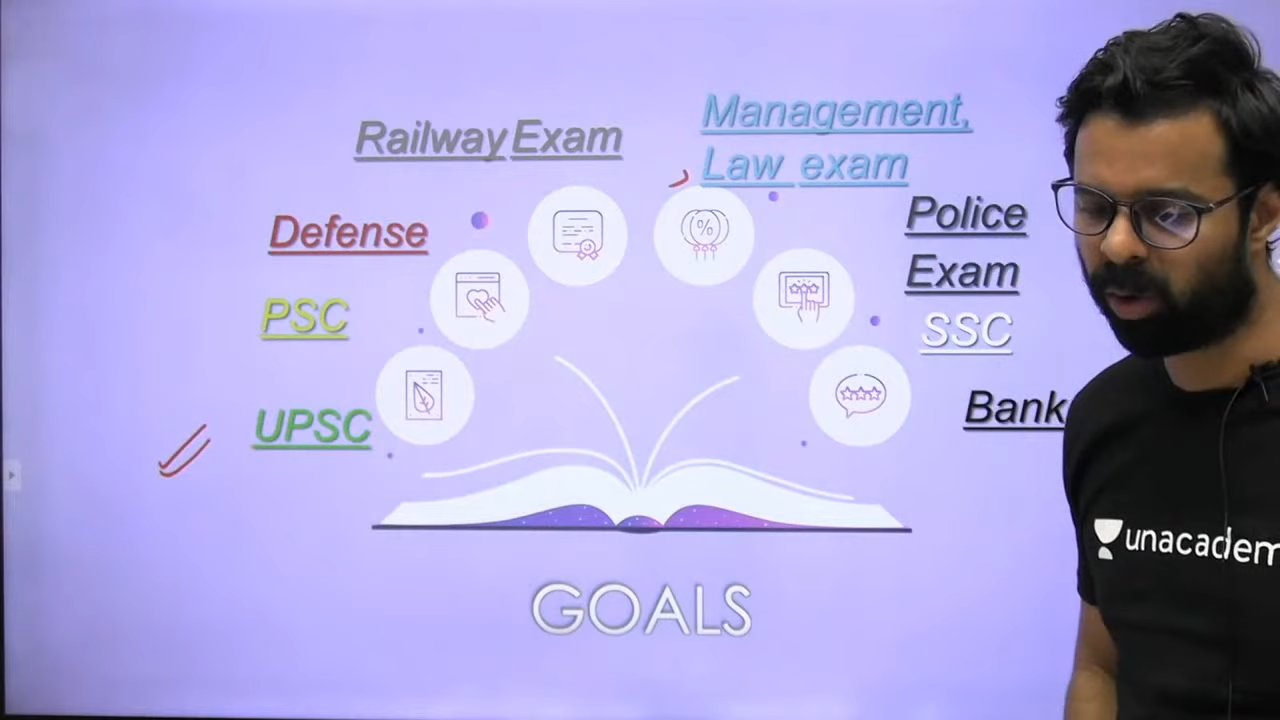 Management,
Railway Exam
Law exam
Defense
Police
Exam
PSC
SSC
UPSC
Bank
%
unacadem
GOALS